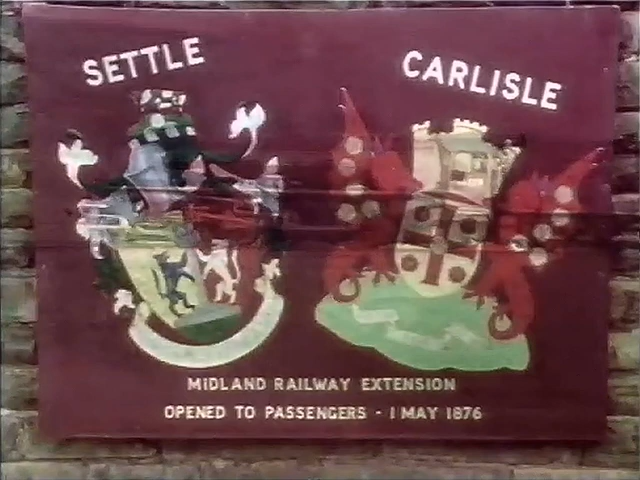 SETTLE
CARLISLE
MIDLAND RAILWAY EXTENSION
OPENED TO PASSENGERS - 1 MAY 1876